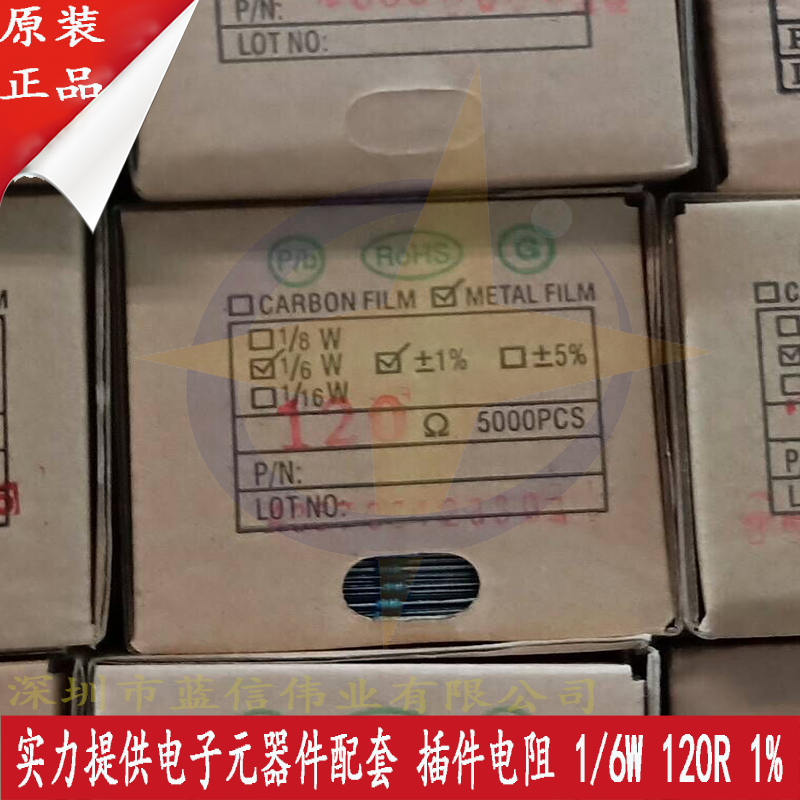 原装
正品
P/N:
LOT NO:
P/b RoHS G
☐ CARBON FILM ☑ METAL FILM
☐ 1/8 W
☑ 1/6 W ☑ ±1% ☐ ±5%
☐ 1/16 W
120 Ω 5000PCS
P/N:
LOT NO:
深圳市蓝信伟业有限公司
实力提供电子元器件配套 插件电阻 1/6W 120R 1%